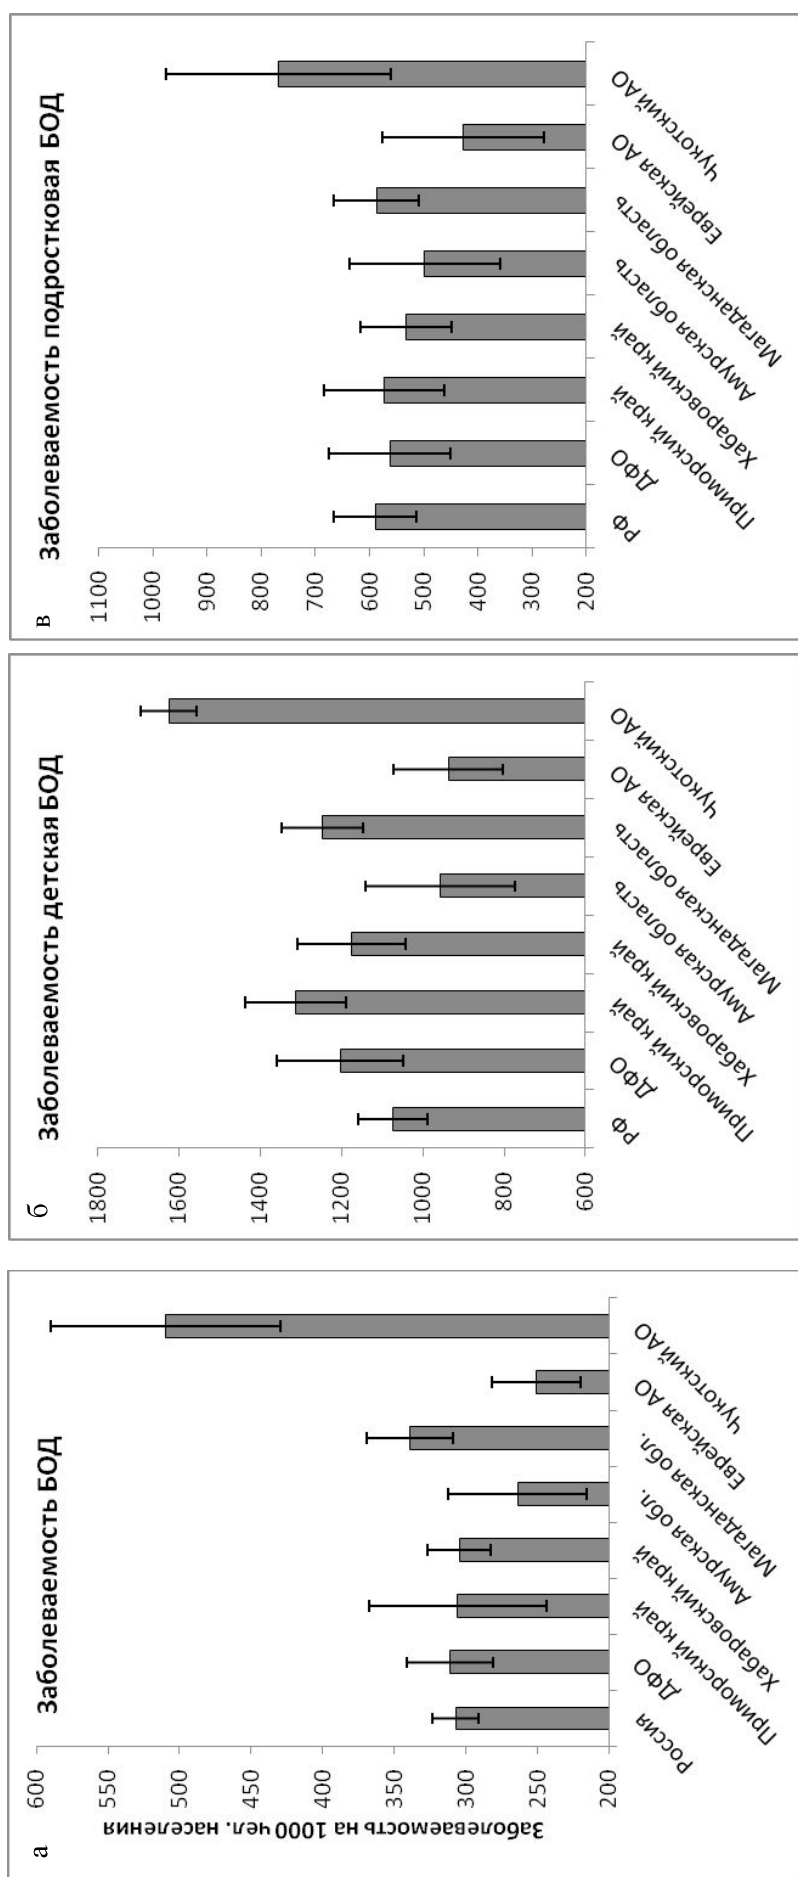 а
Заболеваемость БОД
Заболеваемость на 1000 чел. населения
600
500
450
400
350
300
250
200
Россия
ДФО
Приморский край
Хабаровский край
Амурская обл.
Магаданская обл.
Еврейская АО
Чукотский АО
б
Заболеваемость детская БОД
1800
1600
1400
1200
1000
800
600
РФ
ДФО
Приморский край
Хабаровский край
Амурская область
Магаданская область
Еврейская АО
Чукотский АО
в
Заболеваемость подростковая БОД
1100
1000
900
800
700
600
500
400
300
200
РФ
ДФО
Приморский край
Хабаровский край
Амурская область
Магаданская область
Еврейская АО
Чукотский АО